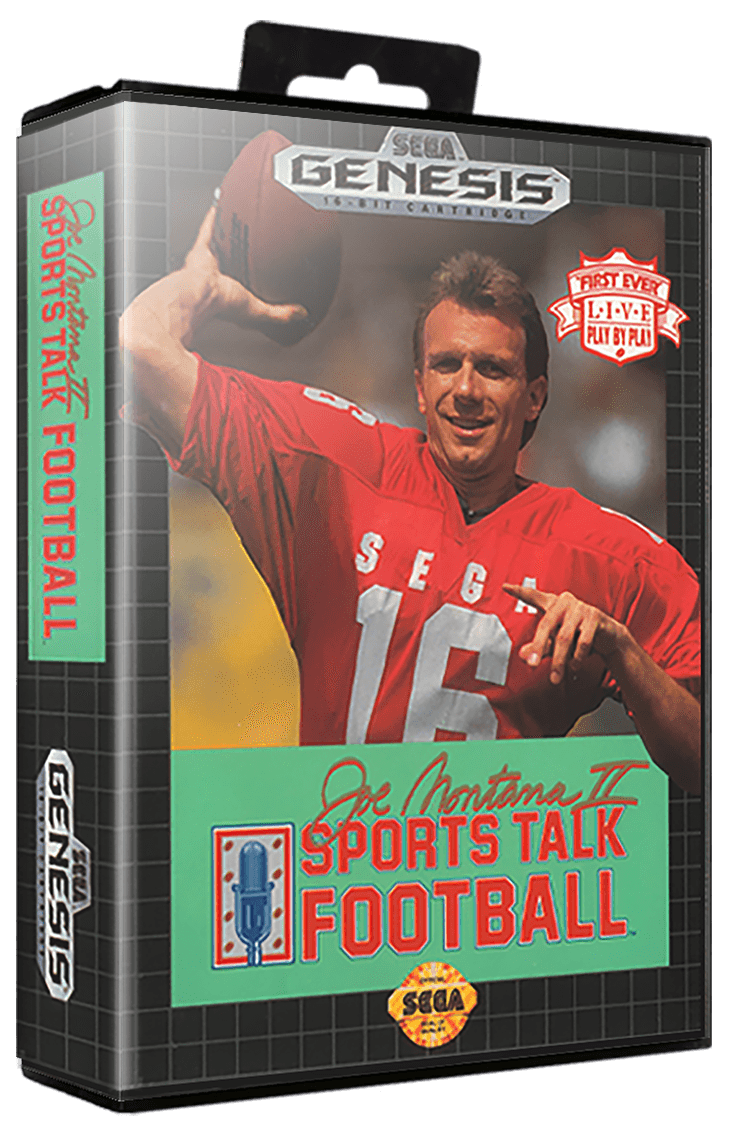 SEGA
GENESIS
16-BIT CARTRIDGE
"FIRST EVER"
L·I·V·E
PLAY BY PLAY
16
SEGA
16
Joe Montana II
SPORTS TALK
FOOTBALL
SEGA
Joe Montana II
SPORTS TALK FOOTBALL
SEGA
GENESIS